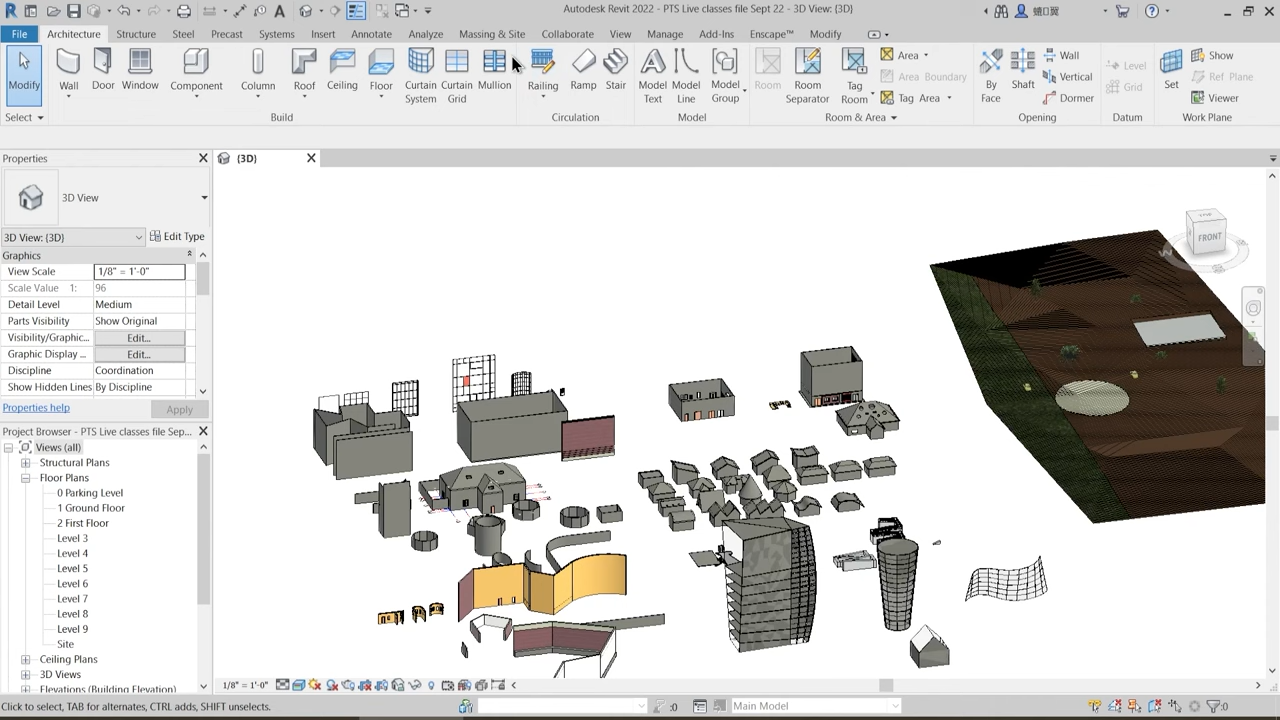 Autodesk Revit 2022 - PTS Live classes file Sept 22 - 3D View: {3D}
File Architecture Structure Steel Precast Systems Insert Annotate Analyze Massing & Site Collaborate View Manage Add-Ins Enscape™ Modify
Modify Wall Door Window Component Column Roof Ceiling Floor Curtain System Curtain Grid Mullion Railing Ramp Stair Model Text Model Line Model Group Room Room Separator Tag Room Area Area Boundary Tag Area By Face Shaft Wall Vertical Dormer Level Grid Set Show Ref Plane Viewer
Select Build Circulation Model Room & Area Opening Datum Work Plane
Properties
{3D}
3D View
3D View: {3D}
Edit Type
Graphics
View Scale 1/8" = 1'-0"
Scale Value 1: 96
Detail Level Medium
Parts Visibility Show Original
Visibility/Graphic... Edit...
Graphic Display ... Edit...
Discipline Coordination
Show Hidden Lines By Discipline
Properties help
Apply
Project Browser - PTS Live classes file Sep...
Views (all)
Structural Plans
Floor Plans
0 Parking Level
1 Ground Floor
2 First Floor
Level 3
Level 4
Level 5
Level 6
Level 7
Level 8
Level 9
Site
Ceiling Plans
3D Views
Elevations (Building Elevation)
FRONT
W
1/8" = 1'-0"
Click to select, TAB for alternates, CTRL adds, SHIFT unselects.
:0
Main Model
:0